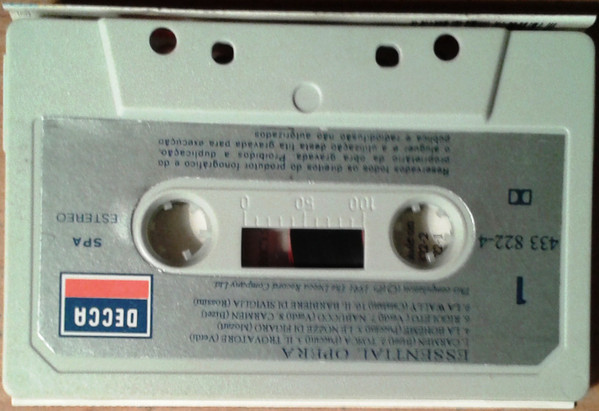 ESSENTIAL OPERA
1. CARMEN (Bizet) 2. TOSCA (Puccini) 3. IL TROVATORE (Verdi)
4. LA BOHÈME (Puccini) 5. LE NOZZE DI FIGARO (Mozart)
6. RIGOLETTO (Verdi) 7. NABUCCO (Verdi) 8. CARMEN (Bizet)
9. LA WALLY (Catalani) 10. IL BARBIERE DI SIVIGLIA (Rossini)
This compilation 1991 The Decca Record Company Ltd.
DECCA
1
433 822-4
SPA
ESTEREO
100 50 0
Reservados todos os direitos do produtor fonográfico e do
proprietário da obra gravada. Proibidos a duplicação,
o aluguer e a utilização desta fita gravada para execução
pública e radiodifusão não autorizados